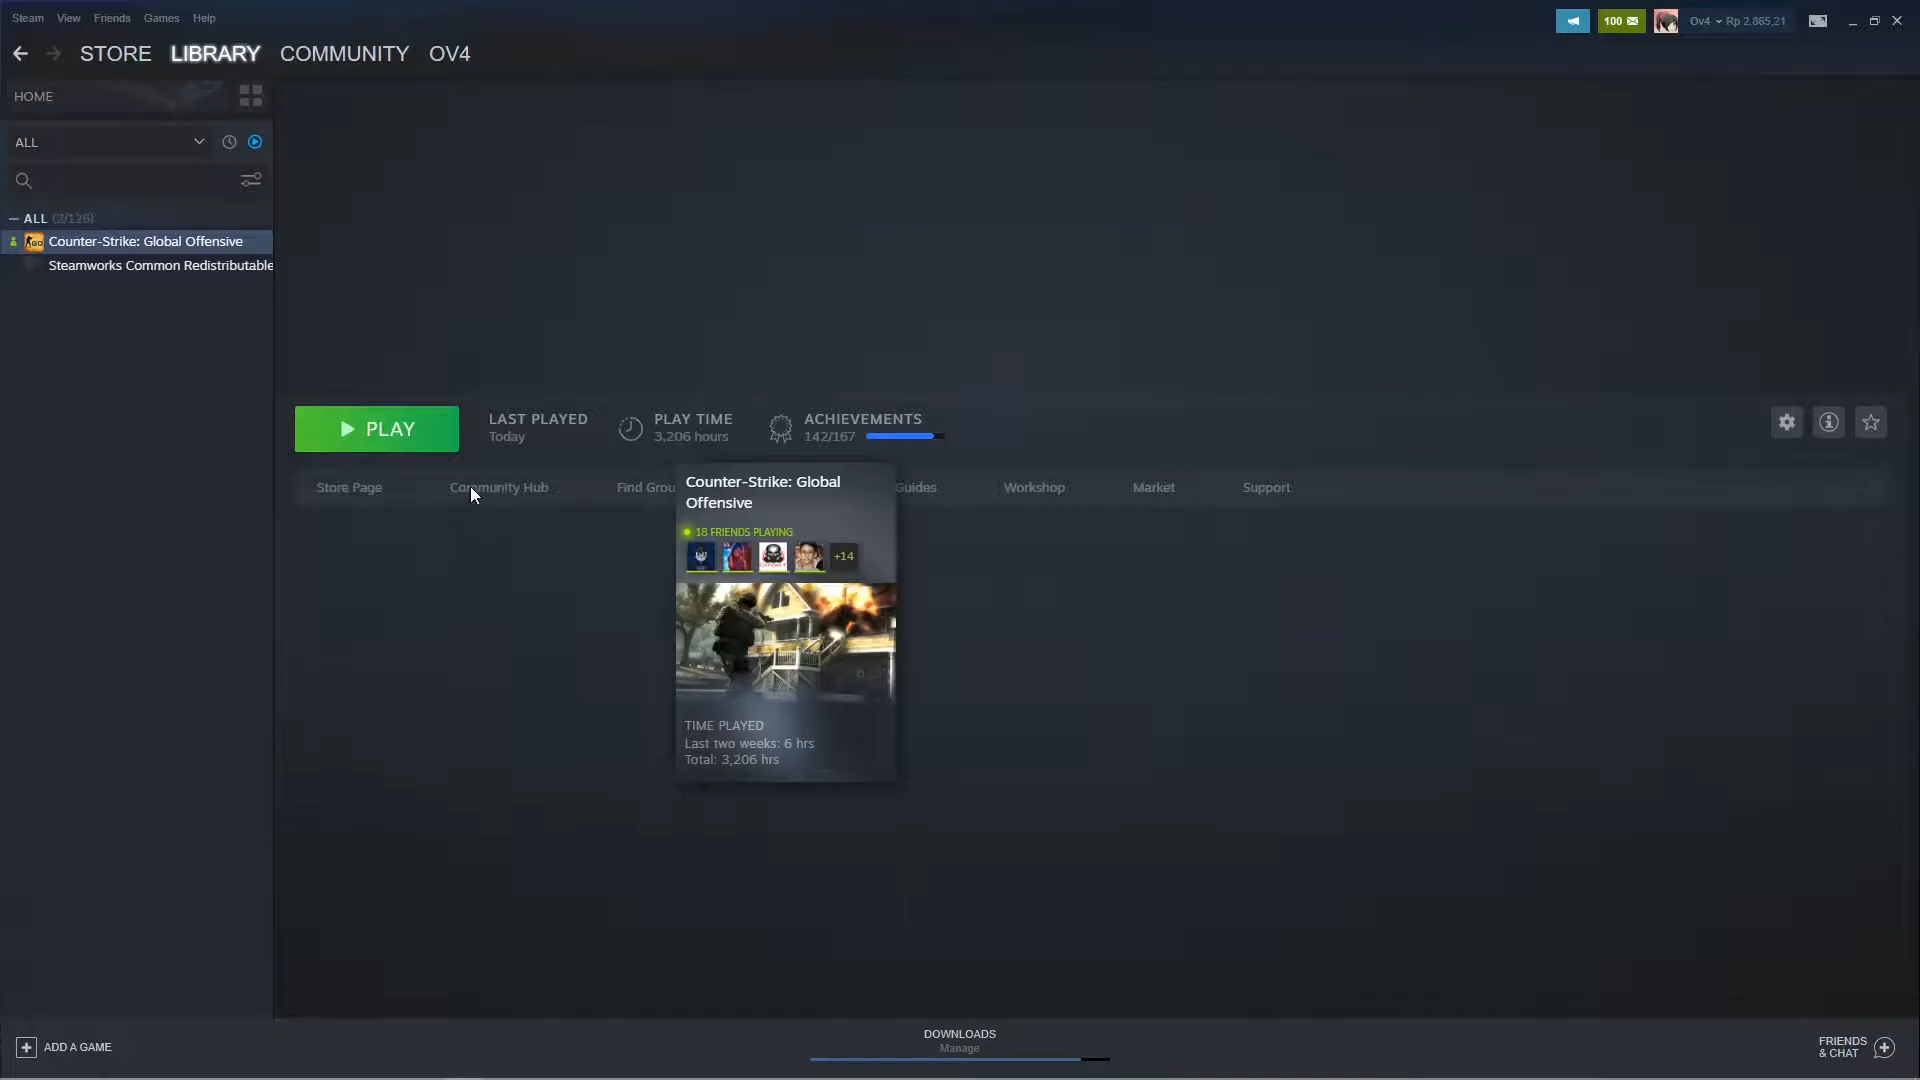 Steam View Friends Games Help
100 Ov4 Rp 2.865,21
STORE LIBRARY COMMUNITY OV4
HOME
ALL
ALL (2/126)
Counter-Strike: Global Offensive
Steamworks Common Redistributable
PLAY
LAST PLAYED
Today
PLAY TIME
3,206 hours
ACHIEVEMENTS
142/167
Store Page Community Hub Find Grou Guides Workshop Market Support
Counter-Strike: Global
Offensive
18 FRIENDS PLAYING
+14
TIME PLAYED
Last two weeks: 6 hrs
Total: 3,206 hrs
ADD A GAME
DOWNLOADS
Manage
FRIENDS
& CHAT